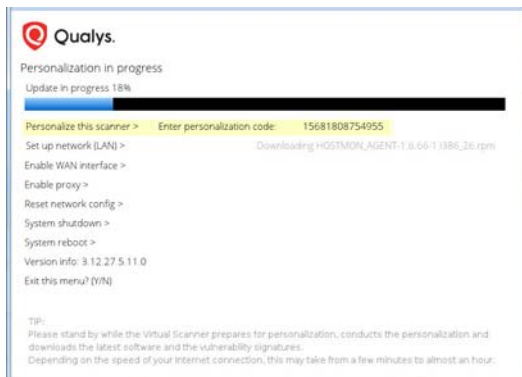 Qualys.
Personalization in progress
Update in progress 18%
Personalize this scanner > Enter personalization code: 15681808754955
Set up network (LAN) > Downloading HOSTMON_AGENT-1.6.66-1.i386_26.rpm
Enable WAN interface >
Enable proxy >
Reset network config >
System shutdown >
System reboot >
Version info: 3.12.27 5.11.0
Exit this menu? (Y/N)
TIP:
Please stand by while the Virtual Scanner prepares for personalization, conducts the personalization and
downloads the latest software and the vulnerability signatures.
Depending on the speed of your Internet connection, this may take from a few minutes to almost an hour.